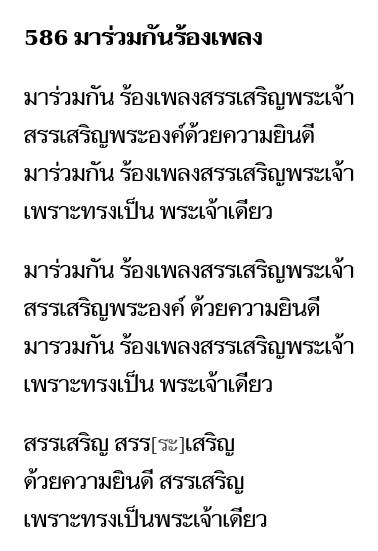 586 มาร่วมกันร้องเพลง
มาร่วมกัน ร้องเพลงสรรเสริญพระเจ้า
สรรเสริญพระองค์ด้วยความยินดี
มาร่วมกัน ร้องเพลงสรรเสริญพระเจ้า
เพราะทรงเป็น พระเจ้าเดียว
มาร่วมกัน ร้องเพลงสรรเสริญพระเจ้า
สรรเสริญพระองค์ ด้วยความยินดี
มารวมกัน ร้องเพลงสรรเสริญพระเจ้า
เพราะทรงเป็น พระเจ้าเดียว
สรรเสริญ สรร[ระ]เสริญ
ด้วยความยินดี สรรเสริญ
เพราะทรงเป็นพระเจ้าเดียว